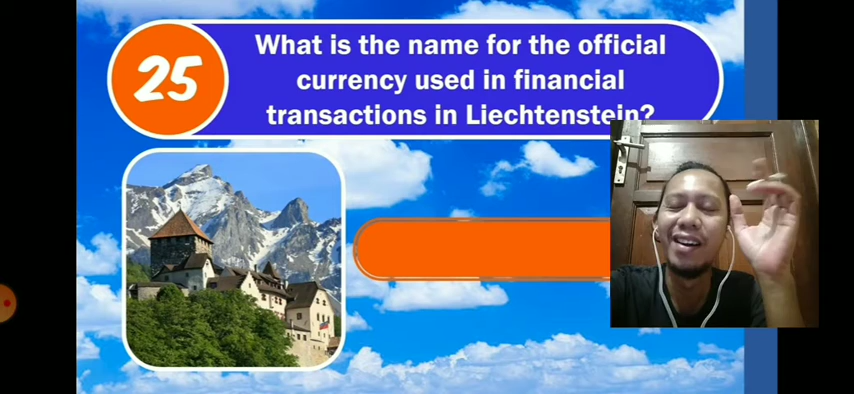 25
What is the name for the official
currency used in financial
transactions in Liechtenstein?